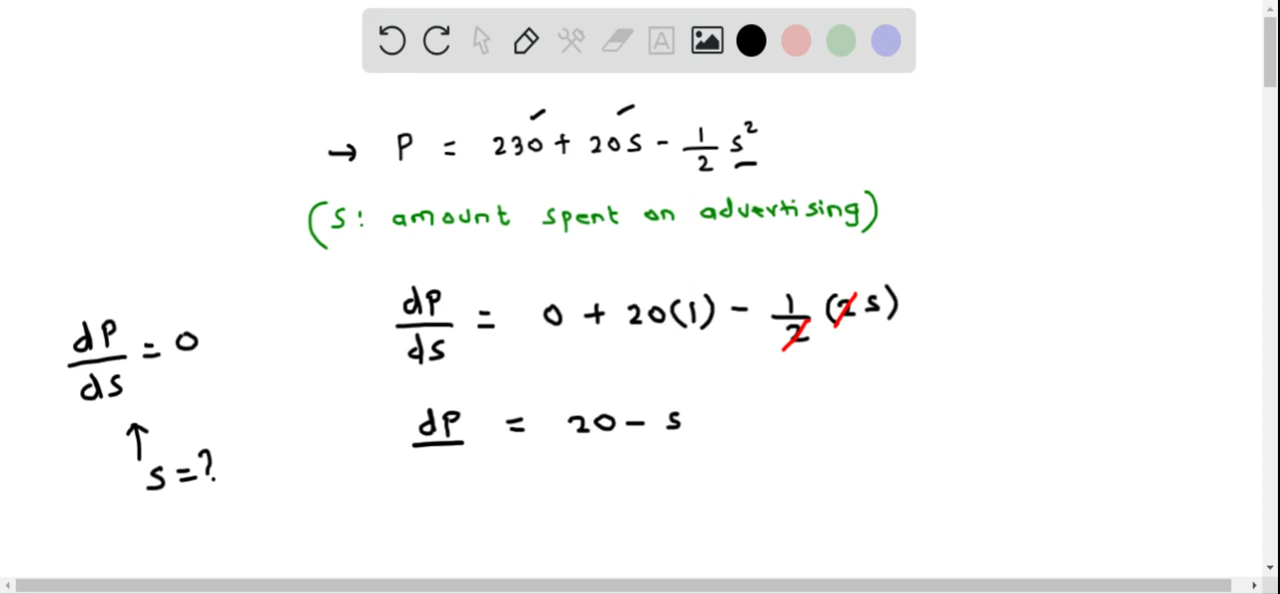 → P = 230 + 20s - 1/2 s²
(s: amount spent on advertising)
dP/ds = 0 + 20(1) - 1/2 (2s)
dP/ds = 0
dP = 20 - s
↑ s = ?